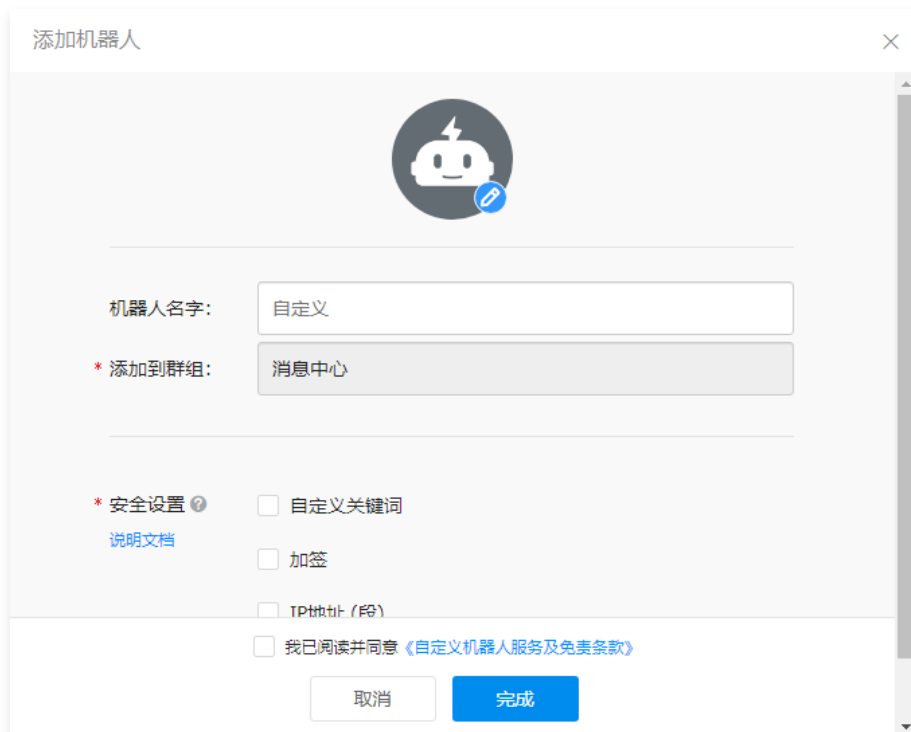 添加机器人
机器人名字：
自定义
* 添加到群组：
消息中心
* 安全设置 ?
自定义关键词
说明文档
加签
IP地址 (段)
我已阅读并同意《自定义机器人服务及免责条款》
取消
完成